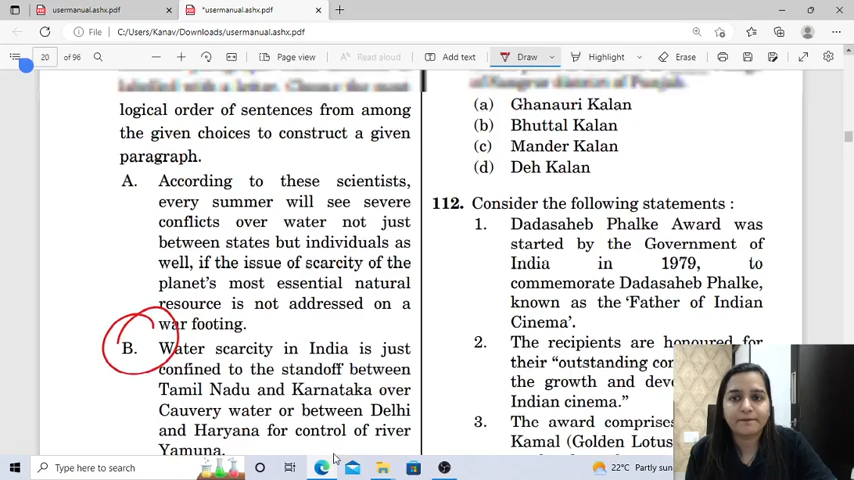 usermanual.ashx.pdf
*usermanual.ashx.pdf
File
C:/Users/Kanav/Downloads/usermanual.ashx.pdf
20 of 96
Page view
Read aloud
Add text
Draw
Highlight
Erase
logical order of sentences from among
the given choices to construct a given
paragraph.
A. According to these scientists,
every summer will see severe
conflicts over water not just
between states but individuals as
well, if the issue of scarcity of the
planet's most essential natural
resource is not addressed on a
war footing.
B. Water scarcity in India is just
confined to the standoff between
Tamil Nadu and Karnataka over
Cauvery water or between Delhi
and Haryana for control of river
Yamuna.
(a) Ghanauri Kalan
(b) Bhuttal Kalan
(c) Mander Kalan
(d) Deh Kalan
112. Consider the following statements :
1. Dadasaheb Phalke Award was
started by the Government of
India in 1979, to
commemorate Dadasaheb Phalke,
known as the 'Father of Indian
Cinema'.
2. The recipients are honoured for
their "outstanding
the growth and
Indian cinema."
3. The award comprises
Kamal (Golden Lotus
Type here to search
22°C Partly